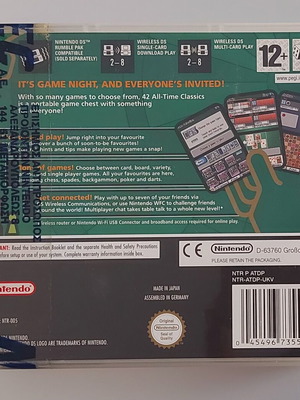 NINTENDO DS™
RUMBLE PAK
COMPATIBLE
(SOLD SEPARATELY)
WIRELESS DS
SINGLE-CARD
DOWNLOAD PLAY
2 – 8
WIRELESS DS
MULTI-CARD PLAY
2 – 8
12+
IT'S GAME NIGHT, AND EVERYONE'S INVITED!
With so many games to choose from, 42 All-Time Classics
is a portable game chest with something
everyone!
play! Jump right into your favourite
over a bunch of soon-to-be favourites!
hints and tips make playing new games a snap!
of games! Choose between card, board, variety,
single player games. All your favourites are here,
chess, spades, backgammon, poker and darts.
connected! Play with up to seven of your friends via
Wireless Communications, or use Nintendo WFC to challenge friends
around the world! Multiplayer chat takes table talk to a whole new level!*
Nintendo Wi-Fi USB Connector and broadband access required for online play.
Read the Instruction Booklet and the separate Health and Safety Precautions
before set-up or use. Complete warranty information inside box.
CE
Nintendo
D-63760
PLEASE RETAIN THE PACKAGING.
Nintendo
MADE IN JAPAN
ASSEMBLED IN GERMANY
NTR P ATDP
NTR-ATDP-UKV
NTR-005
Original
Nintendo
Seal of Quality
DS LOGO ARE TRADEMARKS OF NINTENDO.
0 45496 7355